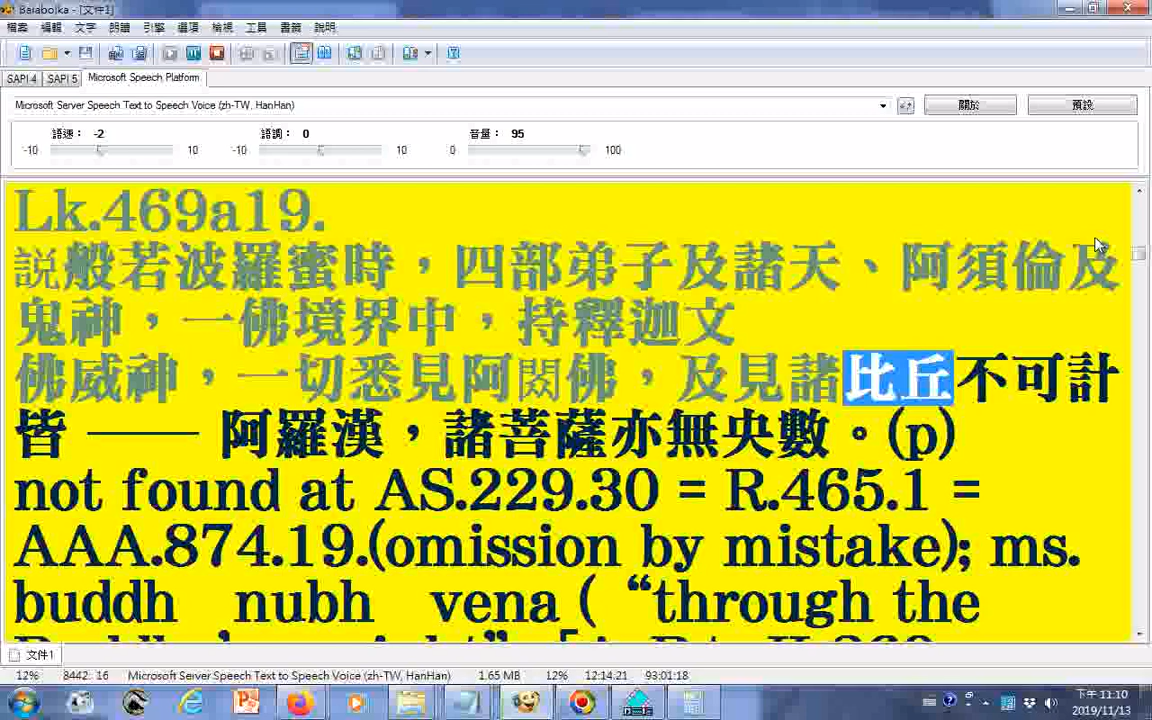 Balabolka - [文件1]
檔案 編輯 文字 朗讀 引擎 選項 檢視 工具 書籤 說明
SAPI 4 SAPI 5 Microsoft Speech Platform
Microsoft Server Speech Text to Speech Voice (zh-TW, HanHan) 關於 預設
語速： -2 語調： 0 音量： 95
-10 10 -10 10 0 100
Lk.469a19.
説般若波羅蜜時，四部弟子及諸天、阿須倫及
鬼神，一佛境界中，持釋迦文
佛威神，一切悉見阿閦佛，及見諸比丘不可計
皆 —— 阿羅漢，諸菩薩亦無央數。(p)
not found at AS.229.30 = R.465.1 =
AAA.874.19.(omission by mistake); ms.
buddh nubh vena ( “through the
文件1
12% 8442: 16 Microsoft Server Speech Text to Speech Voice (zh-TW, HanHan) 1.65 MB 12% 12:14:21 93:01:18
下午 11:10
2019/11/13